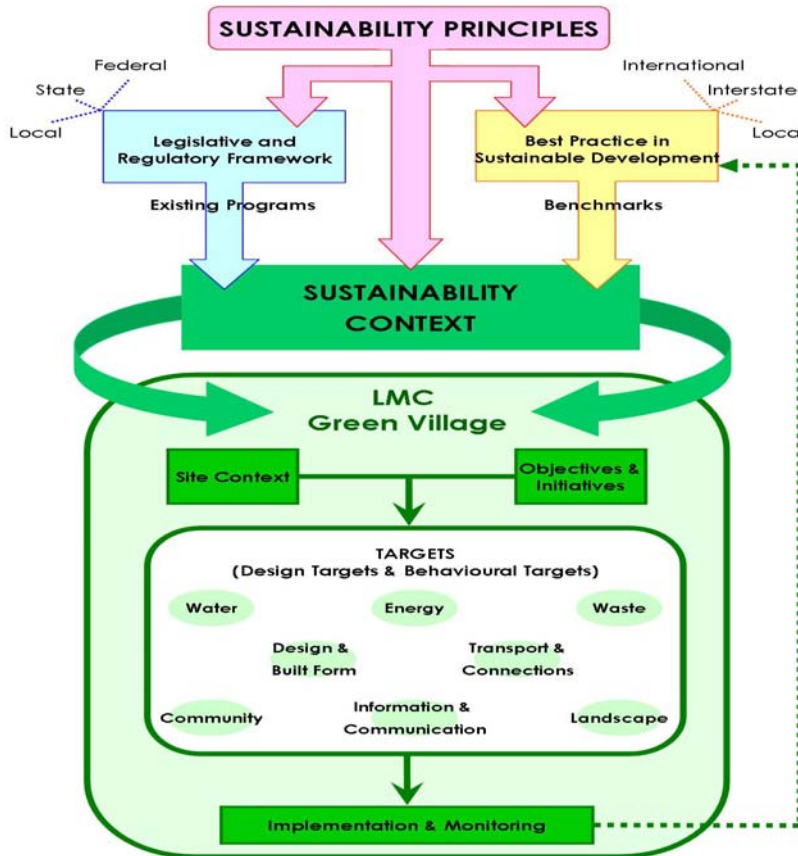 SUSTAINABILITY PRINCIPLES
Federal
State
Local
International
Interstate
Local
Legislative and
Regulatory Framework
Best Practice in
Sustainable Development
Existing Programs
Benchmarks
SUSTAINABILITY
CONTEXT
LMC
Green Village
Site Context
Objectives &
Initiatives
TARGETS
(Design Targets & Behavioural Targets)
Water
Energy
Waste
Design &
Built Form
Transport &
Connections
Community
Information &
Communication
Landscape
Implementation & Monitoring